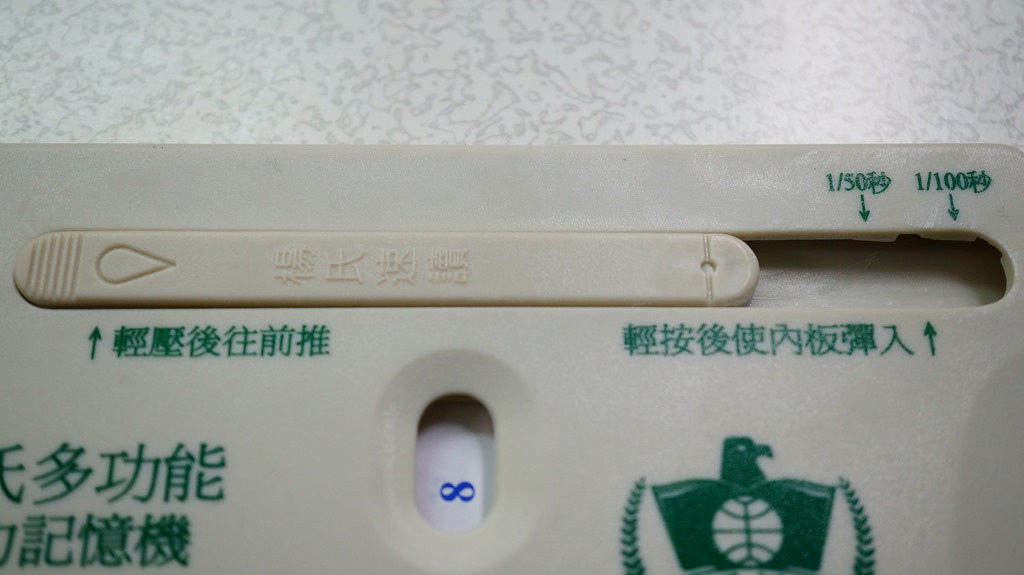 1/50秒 1/100秒
↓ ↓
楊氏速讀
↑輕壓後往前推
輕按後使內板彈入↑
8
氏多功能
力記憶機